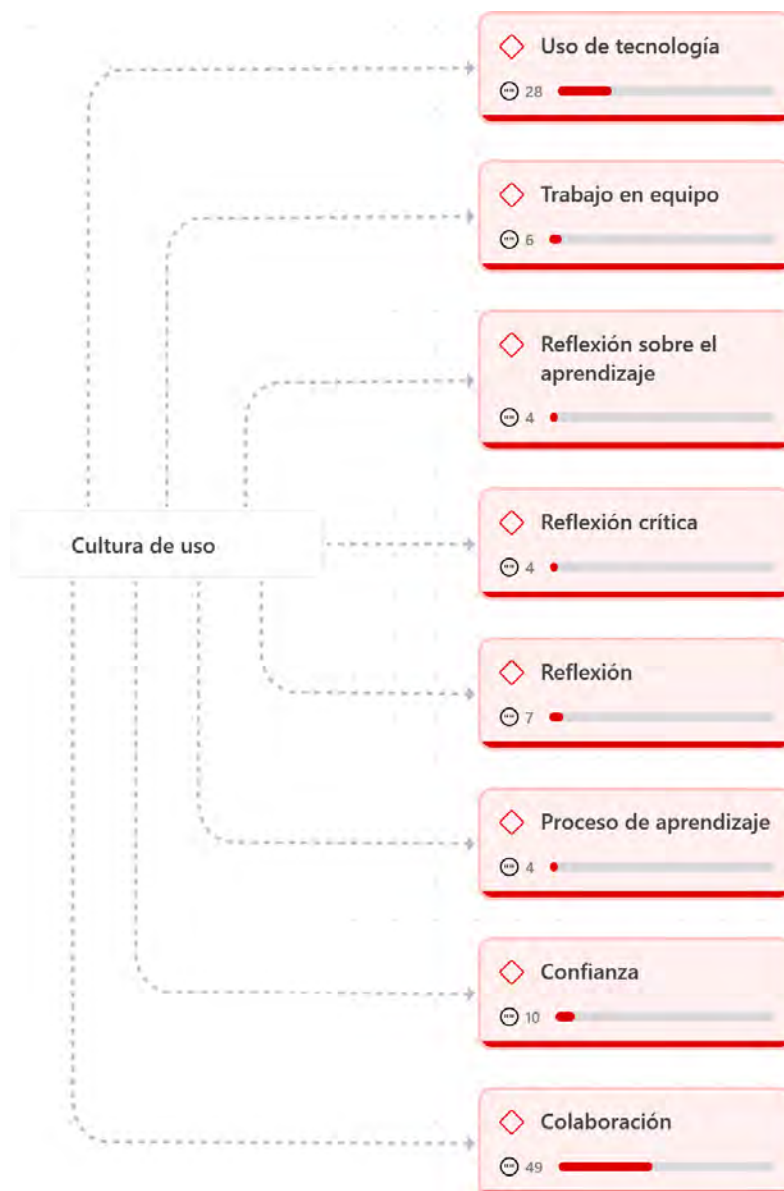 Uso de tecnología
28
Trabajo en equipo
6
Reflexión sobre el
aprendizaje
4
Cultura de uso
Reflexión crítica
4
Reflexión
7
Proceso de aprendizaje
4
Confianza
10
Colaboración
49